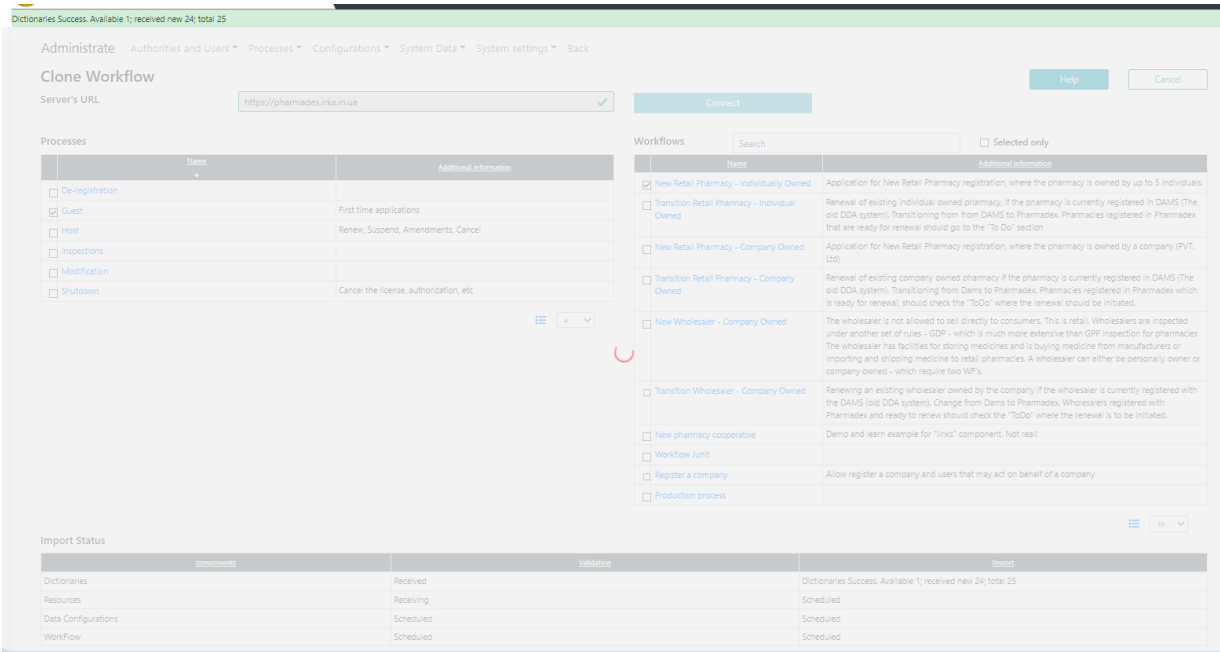 Dictionaries Success. Available 1; received new 24; total 25
Administrate Authorities and Users Processes Configurations System Data System settings Back
Clone Workflow
Help Cancel
Server's URL https://pharmadex.irka.in.ua Connect
Processes
Name Additional information
De-registration
Guest First time applications
Host Renew, Suspend, Amendments, Cancel
Inspections
Modification
Shutdown Cancel the license, authorization, etc
Workflows Search Selected only
Name Additional information
New Retail Pharmacy - Individually Owned Application for New Retail Pharmacy registration, where the pharmacy is owned by up to 5 individuals.
Transition Retail Pharmacy - Individual Renewal of existing individual owned pharmacy, if the pharmacy is currently registered in DAMS (The
Owned old DDA system). Transitioning from from DAMS to Pharmadex. Pharmacies registered in Pharmadex
that are ready for renewal should go to the "To Do" section
New Retail Pharmacy - Company Owned Application for New Retail Pharmacy registration, where the pharmacy is owned by a company (PVT.
Ltd)
Transition Retail Pharmacy - Company Renewal of existing company owned pharmacy if the pharmacy is currently registered in DAMS (The
Owned old DDA system). Transitioning from Dams to Pharmadex. Pharmacies registered in Pharmadex which
is ready for renewal, should check the "ToDo" where the renewal should be initiated.
New Wholesaler - Company Owned The wholesaler is not allowed to sell directly to consumers. This is retail. Wholesalers are inspected
under another set of rules - GDP - which is much more extensive than GPP inspection for pharmacies
The wholesaler has facilities for storing medicines and is buying medicine from manufacturers or
importing and shipping medicine to retail pharmacies. A wholesaler can either be personally owner or
company owned - which require two WF's.
Transition Wholesaler - Company Owned Renewing an existing wholesaler owned by the company if the wholesaler is currently registered with
the DAMS (old DDA system). Change from Dams to Pharmadex. Wholesalers registered with
Pharmadex and ready to renew should check the "ToDo" where the renewal is to be initiated.
New pharmacy cooperative Demo and learn example for "links" component. Not real!
Workflow Junit
Register a company Allow register a company and users that may act on behalf of a company
Production process
10
Import Status
components Validation Import
Dictionaries Received Dictionaries Success. Available 1; received new 24; total 25
Resources Receiving Scheduled
Data Configurations Scheduled Scheduled
WorkFlow Scheduled Scheduled